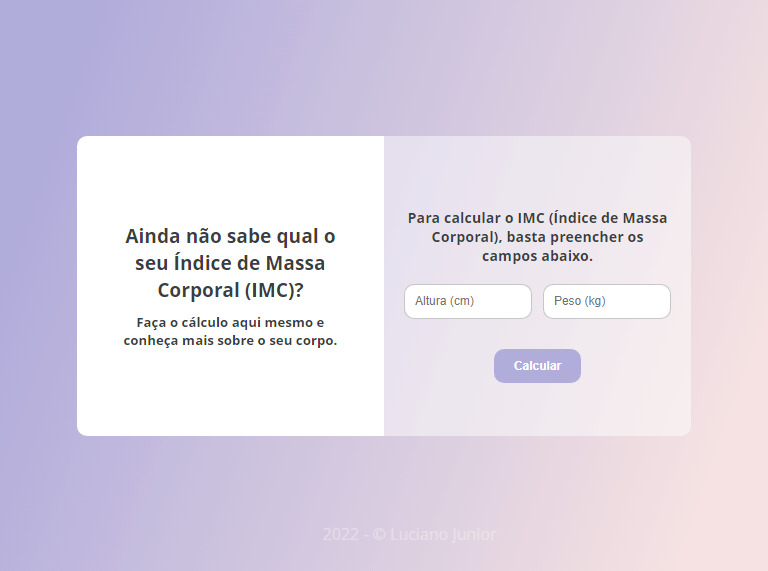 Ainda não sabe qual o
seu Índice de Massa
Corporal (IMC)?
Faça o cálculo aqui mesmo e
conheça mais sobre o seu corpo.
Para calcular o IMC (Índice de Massa
Corporal), basta preencher os
campos abaixo.
Altura (cm)
Peso (kg)
Calcular
2022 - © Luciano Junior